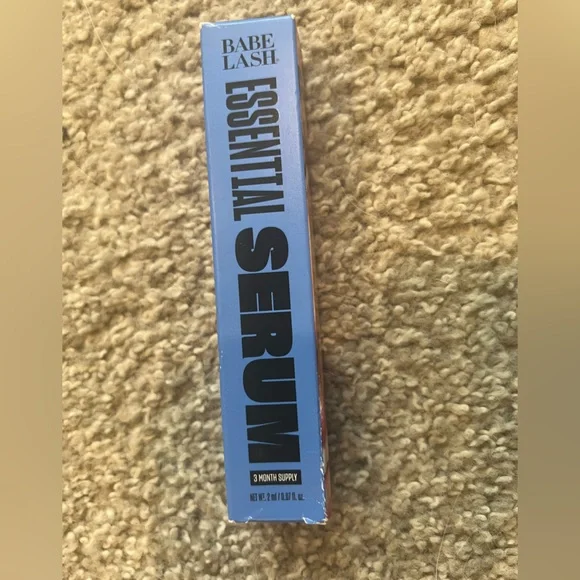 BABE
LASH®
ESSENTIAL
SERUM
3 MONTH SUPPLY
NET WT. 2 ml / 0.07 fl. oz.